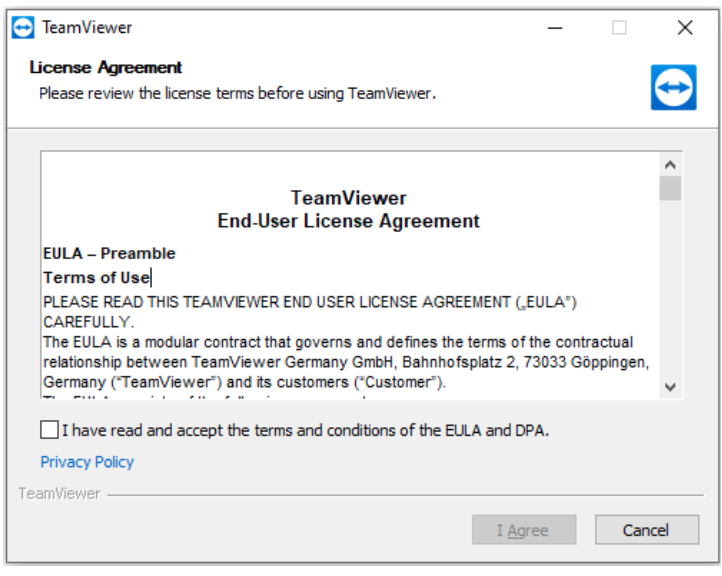 TeamViewer
License Agreement
Please review the license terms before using TeamViewer.
TeamViewer
End-User License Agreement
EULA – Preamble
Terms of Use
PLEASE READ THIS TEAMVIEWER END USER LICENSE AGREEMENT („EULA”)
CAREFULLY.
The EULA is a modular contract that governs and defines the terms of the contractual
relationship between TeamViewer Germany GmbH, Bahnhofsplatz 2, 73033 Göppingen,
Germany (“TeamViewer”) and its customers (“Customer”).
I have read and accept the terms and conditions of the EULA and DPA.
Privacy Policy
TeamViewer
I Agree
Cancel